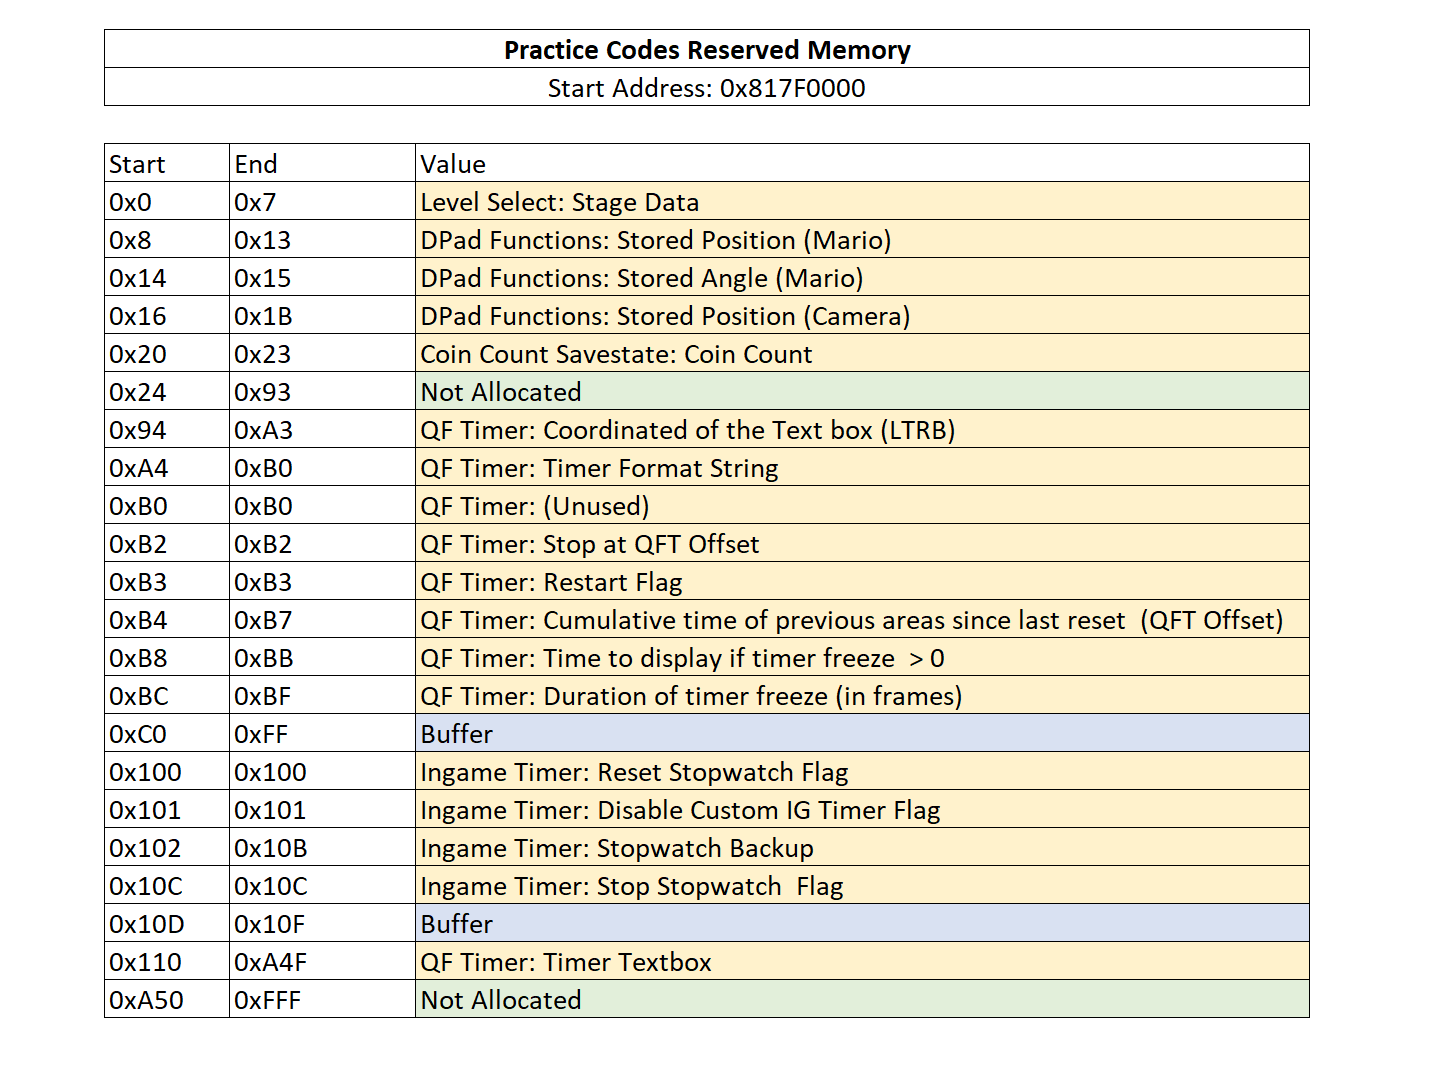 Practice Codes Reserved Memory
Start Address: 0x817F0000
Start End Value
0x0 0x7 Level Select: Stage Data
0x8 0x13 DPad Functions: Stored Position (Mario)
0x14 0x15 DPad Functions: Stored Angle (Mario)
0x16 0x1B DPad Functions: Stored Position (Camera)
0x20 0x23 Coin Count Savestate: Coin Count
0x24 0x93 Not Allocated
0x94 0xA3 QF Timer: Coordinated of the Text box (LTRB)
0xA4 0xB0 QF Timer: Timer Format String
0xB0 0xB0 QF Timer: (Unused)
0xB2 0xB2 QF Timer: Stop at QFT Offset
0xB3 0xB3 QF Timer: Restart Flag
0xB4 0xB7 QF Timer: Cumulative time of previous areas since last reset  (QFT Offset)
0xB8 0xBB QF Timer: Time to display if timer freeze  > 0
0xBC 0xBF QF Timer: Duration of timer freeze (in frames)
0xC0 0xFF Buffer
0x100 0x100 Ingame Timer: Reset Stopwatch Flag
0x101 0x101 Ingame Timer: Disable Custom IG Timer Flag
0x102 0x10B Ingame Timer: Stopwatch Backup
0x10C 0x10C Ingame Timer: Stop Stopwatch  Flag
0x10D 0x10F Buffer
0x110 0xA4F QF Timer: Timer Textbox
0xA50 0xFFF Not Allocated